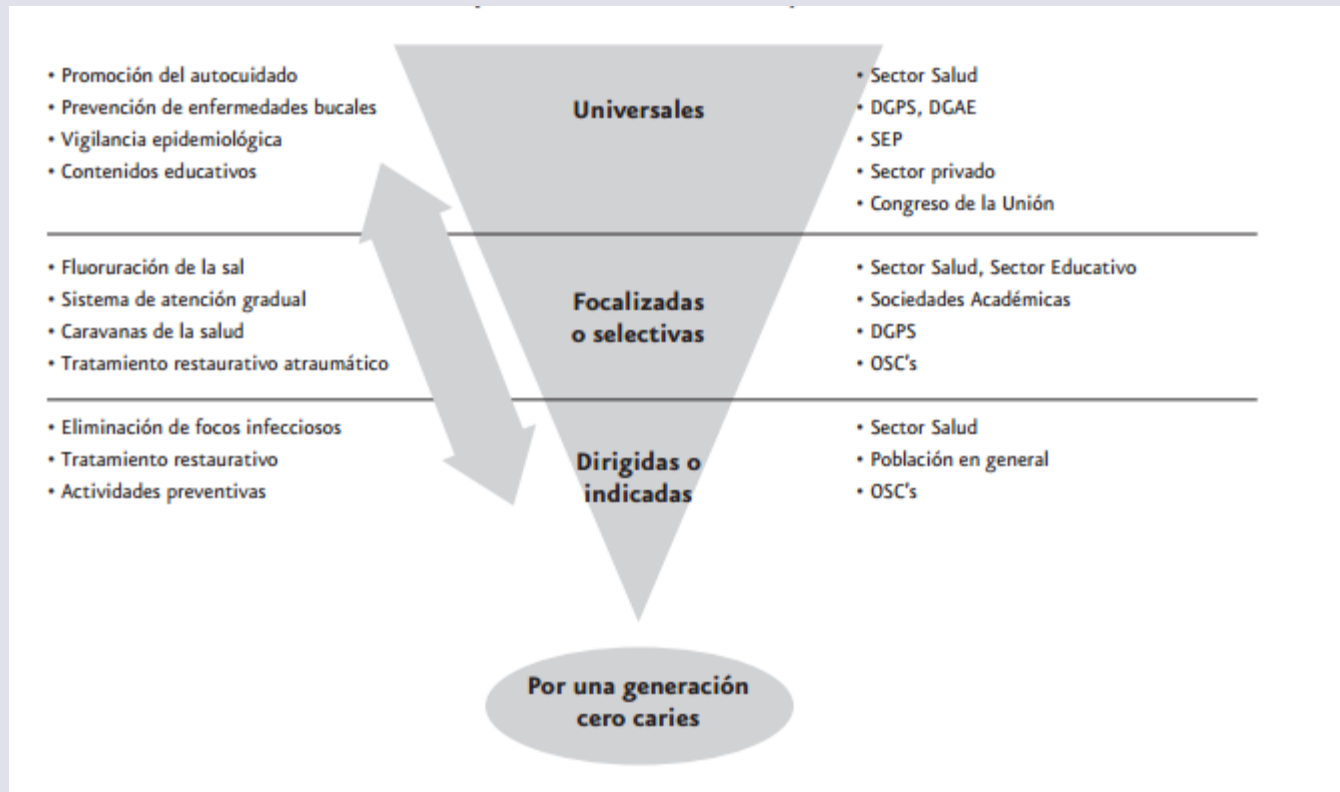 • Promoción del autocuidado
• Prevención de enfermedades bucales
• Vigilancia epidemiológica
• Contenidos educativos
Universales
• Sector Salud
• DGPS, DGAE
• SEP
• Sector privado
• Congreso de la Unión
• Fluoruración de la sal
• Sistema de atención gradual
• Caravanas de la salud
• Tratamiento restaurativo atraumático
Focalizadas
o selectivas
• Sector Salud, Sector Educativo
• Sociedades Académicas
• DGPS
• OSC's
• Eliminación de focos infecciosos
• Tratamiento restaurativo
• Actividades preventivas
Dirigidas o
indicadas
• Sector Salud
• Población en general
• OSC's
Por una generación
cero caries